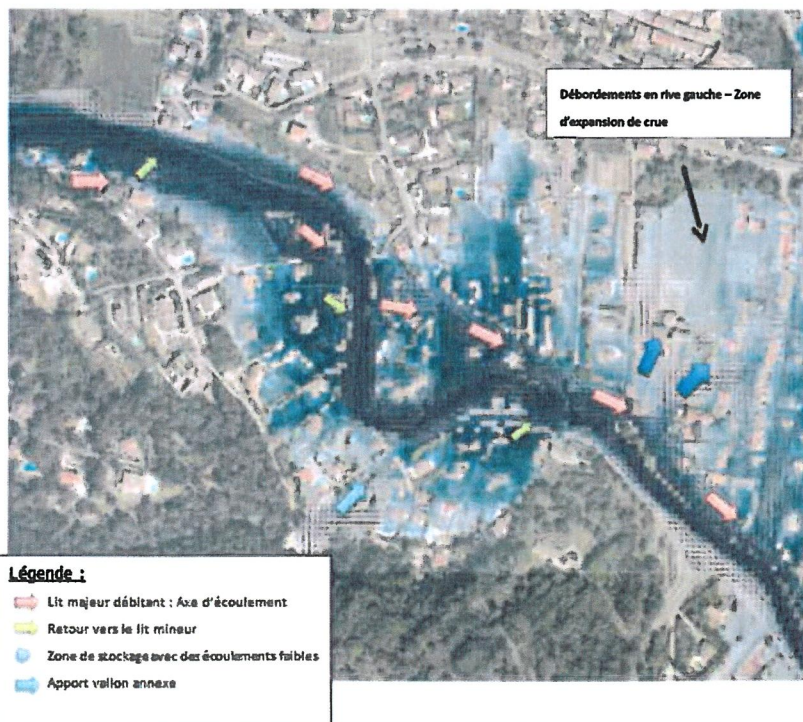 Débordements en rive gauche – Zone
d'expansion de crue
Légende :
Lit majeur débitant : Axe d'écoulement
Retour vers le lit mineur
Zone de stockage avec des écoulements faibles
Apport vallon annexe